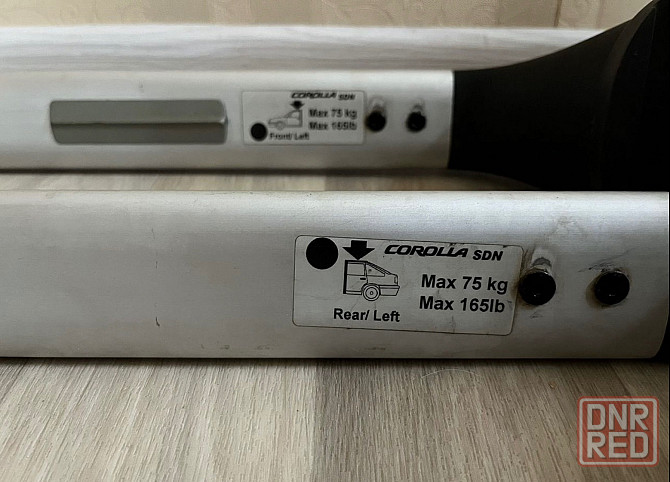 COROLLA SDN
Max 75 kg
Max 165lb
Front/ Left
COROLLA SDN
Max 75 kg
Max 165lb
Rear/ Left
DNR
RED